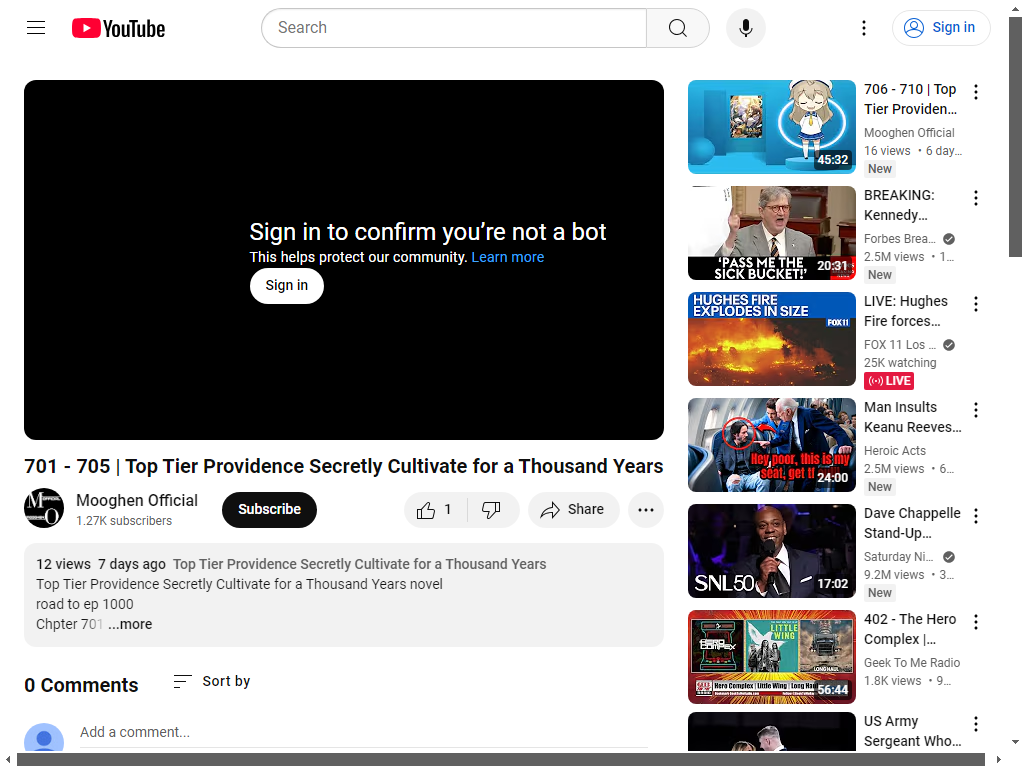 YouTube
Search
Sign in
Sign in to confirm you’re not a bot
This helps protect our community. Learn more
Sign in
701 - 705 | Top Tier Providence Secretly Cultivate for a Thousand Years
Mooghen Official
1.27K subscribers
Subscribe
1
Share
12 views 7 days ago Top Tier Providence Secretly Cultivate for a Thousand Years
Top Tier Providence Secretly Cultivate for a Thousand Years novel
road to ep 1000
Chpter 701 ...more
0 Comments
Sort by
Add a comment...
45:32
706 - 710 | Top
Tier Providen...
Mooghen Official
16 views • 6 day...
New
‘PASS ME THE
SICK BUCKET!’
20:31
BREAKING:
Kennedy...
Forbes Brea...
2.5M views • 1...
New
HUGHES FIRE
EXPLODES IN SIZE
FOX 11
LIVE: Hughes
Fire forces...
FOX 11 Los ...
25K watching
LIVE
Hey poor, this is my
seat, get tf
24:00
Man Insults
Keanu Reeves...
Heroic Acts
2.5M views • 6...
New
SNL50
17:02
Dave Chappelle
Stand-Up...
Saturday Ni...
9.2M views • 3...
New
HERO
COMPLEX
LITTLE
WING
LONG HAUL
Hero Complex | Little Wing | Long Hau
56:44
402 - The Hero
Complex |...
Geek To Me Radio
1.8K views • 9...
US Army
Sergeant Who...